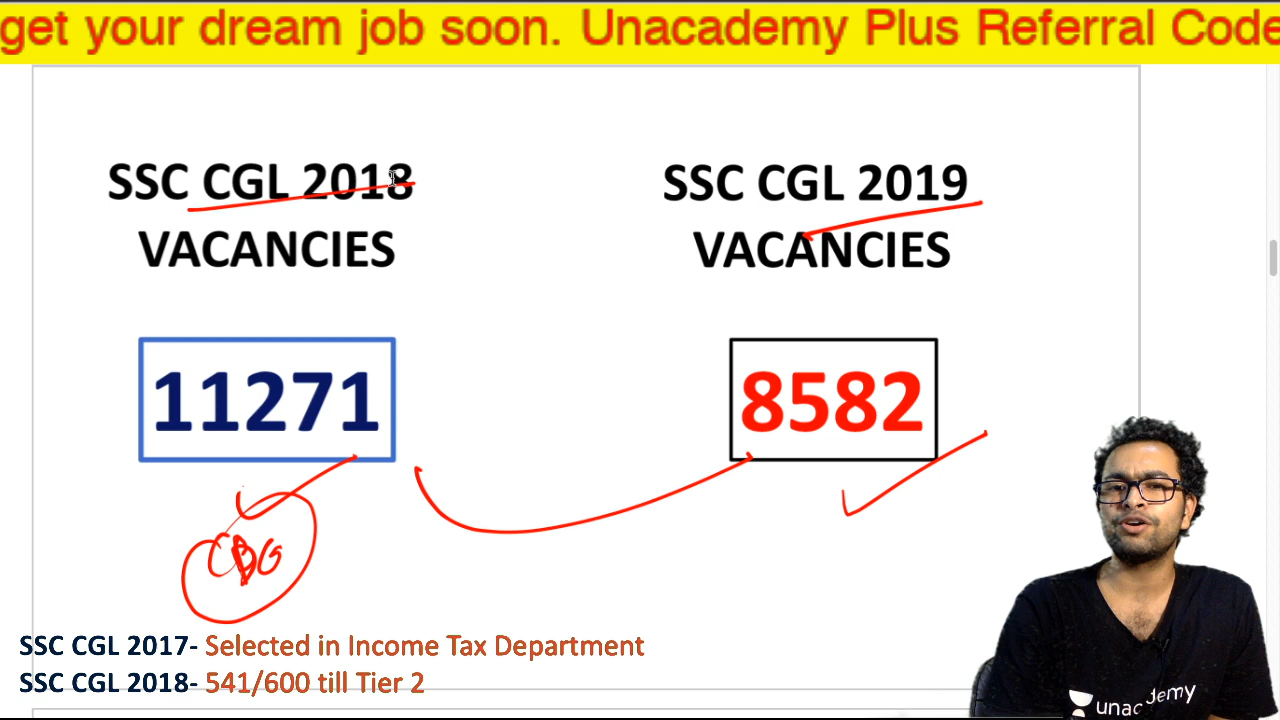 get your dream job soon. Unacademy Plus Referral Code
SSC CGL 2018
VACANCIES
11271
SSC CGL 2019
VACANCIES
8582
SSC CGL 2017- Selected in Income Tax Department
SSC CGL 2018- 541/600 till Tier 2
unacademy